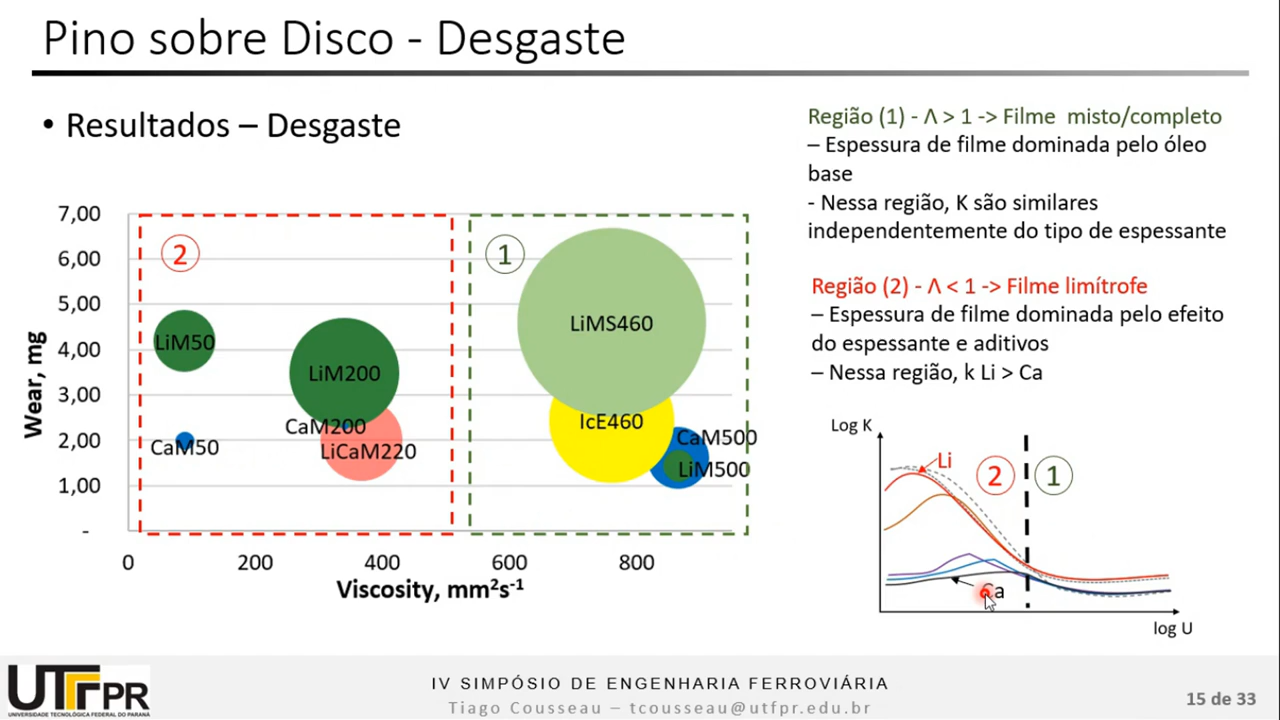 Pino sobre Disco - Desgaste
• Resultados – Desgaste
Região (1) - Λ > 1 -> Filme misto/completo
– Espessura de filme dominada pelo óleo
base
- Nessa região, K são similares
independentemente do tipo de espessante
Região (2) - Λ < 1 -> Filme limítrofe
– Espessura de filme dominada pelo efeito
do espessante e aditivos
– Nessa região, k Li > Ca
Wear, mg
7,00
6,00
5,00
4,00
3,00
2,00
1,00
-
2
1
LiM50
CaM50
LiM200
CaM200
LiCaM220
LiMS460
IcE460
CaM500
LiM500
0
200
400
600
800
Viscosity, mm²s⁻¹
Log K
Li
2
1
log U
UTFPR
UNIVERSIDADE TECNOLÓGICA FEDERAL DO PARANÁ
IV SIMPÓSIO DE ENGENHARIA FERROVIÁRIA
Tiago Cousseau – tcousseau@utfpr.edu.br
15 de 33